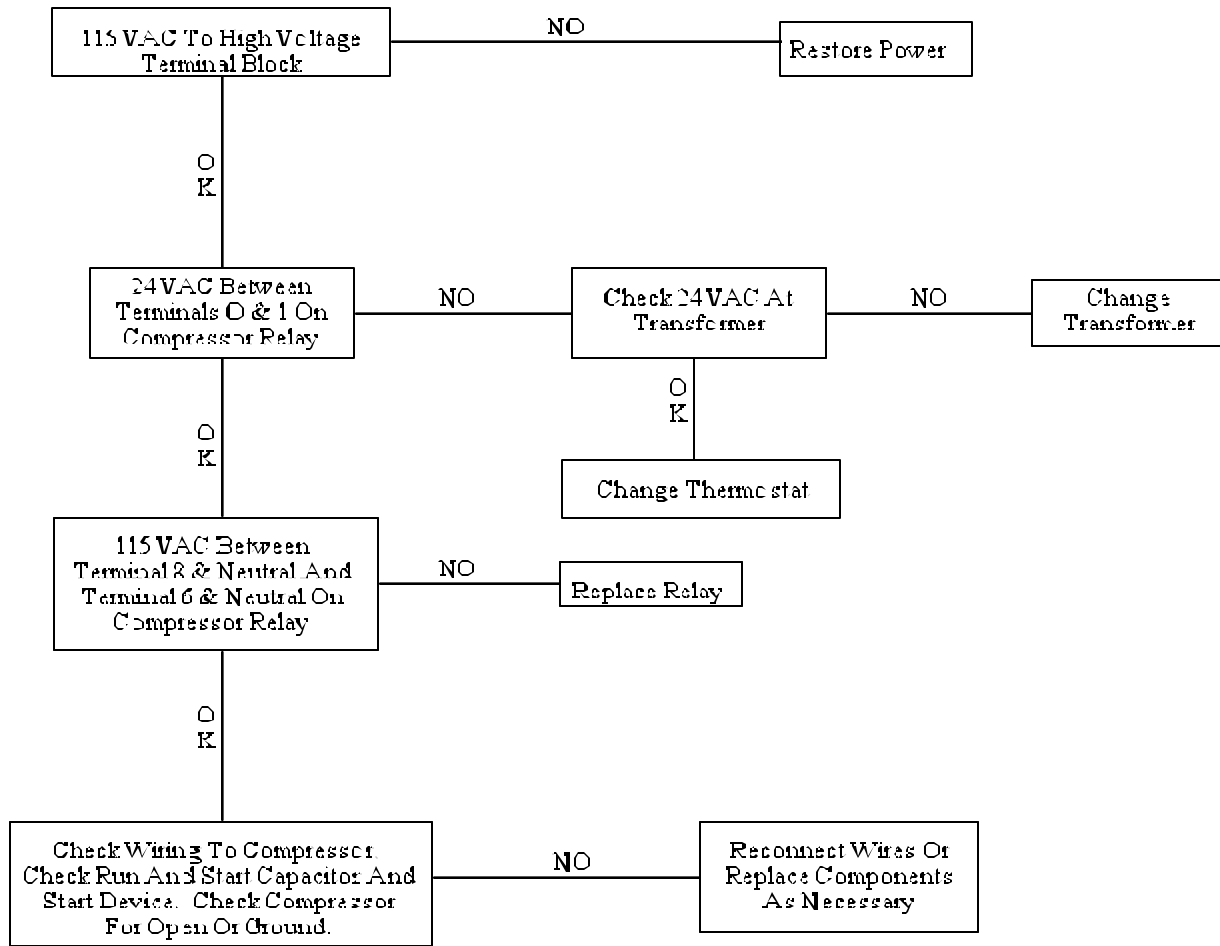 115 VAC To High Voltage
Terminal Block
NO
Restore Power
O
K
24 VAC Between
Terminals O & 1 On
Compressor Relay
NO
Check 24 VAC At
Transformer
NO
Change
Transformer
O
K
O
K
Change Thermostat
115 VAC Between
Terminal 8 & Neutral And
Terminal 6 & Neutral On
Compressor Relay
NO
Replace Relay
O
K
Check Wiring To Compressor.
Check Run And Start Capacitor And
Start Device. Check Compressor
For Open Or Ground.
NO
Reconnect Wires Or
Replace Components
As Necessary